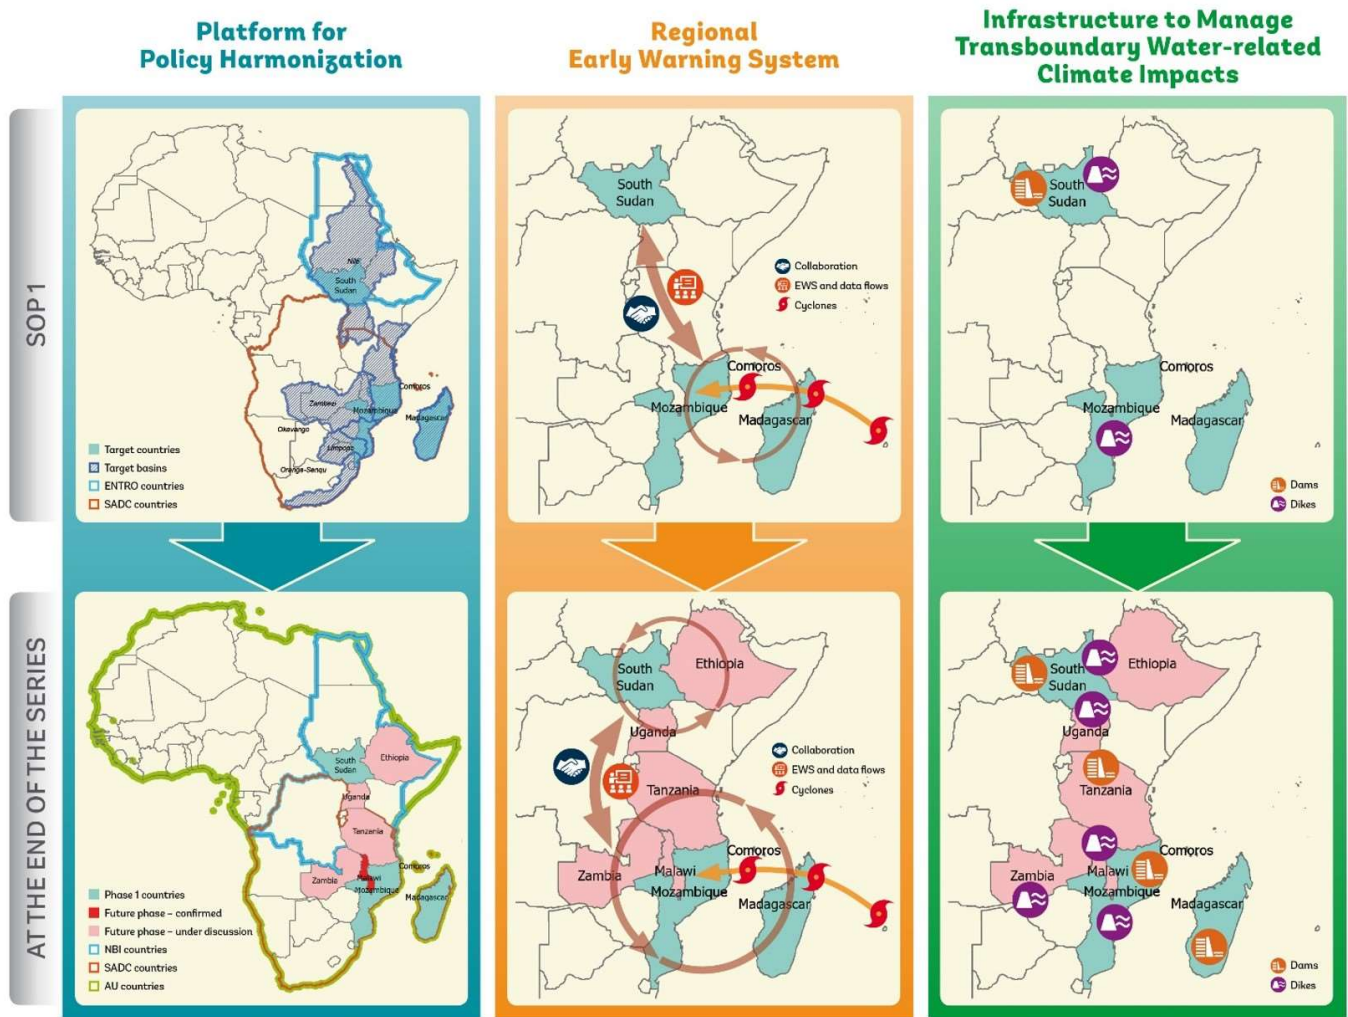 Platform for
Policy Harmonization
Regional
Early Warning System
Infrastructure to Manage
Transboundary Water-related
Climate Impacts
SOP1
Nile
South
Sudan
Comoros
Zambezi
Mozambique
Madagascar
Okavango
Limpopo
Orange-Senqu
Target countries
Target basins
ENTRO countries
SADC countries
South
Sudan
Collaboration
EWS and data flows
Cyclones
Comoros
Mozambique
Madagascar
South
Sudan
Comoros
Mozambique
Madagascar
Dams
Dikes
AT THE END OF THE SERIES
South
Sudan
Ethiopia
Uganda
Tanzania
Comoros
Zambia
Malawi
Mozambique
Madagascar
Phase 1 countries
Future phase – confirmed
Future phase – under discussion
NBI countries
SADC countries
AU countries
South
Sudan
Ethiopia
Uganda
Collaboration
EWS and data flows
Cyclones
Tanzania
Comoros
Zambia
Malawi
Mozambique
Madagascar
South
Sudan
Ethiopia
Uganda
Tanzania
Comoros
Zambia
Malawi
Mozambique
Madagascar
Dams
Dikes